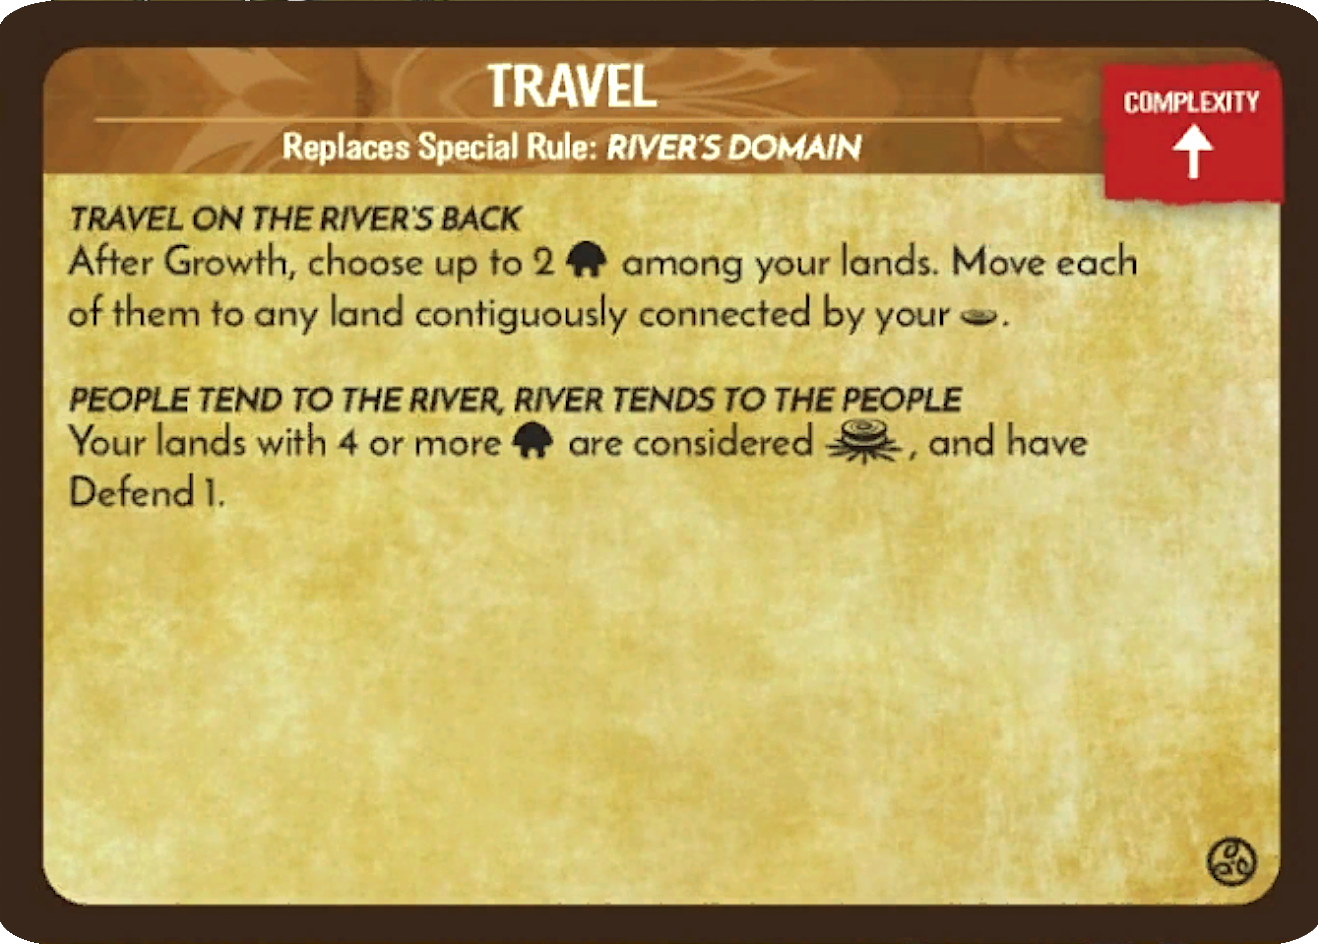 TRAVEL
COMPLEXITY
Replaces Special Rule: RIVER'S DOMAIN
TRAVEL ON THE RIVER'S BACK
After Growth, choose up to 2 among your lands. Move each
of them to any land contiguously connected by your .
PEOPLE TEND TO THE RIVER, RIVER TENDS TO THE PEOPLE
Your lands with 4 or more are considered , and have
Defend 1.